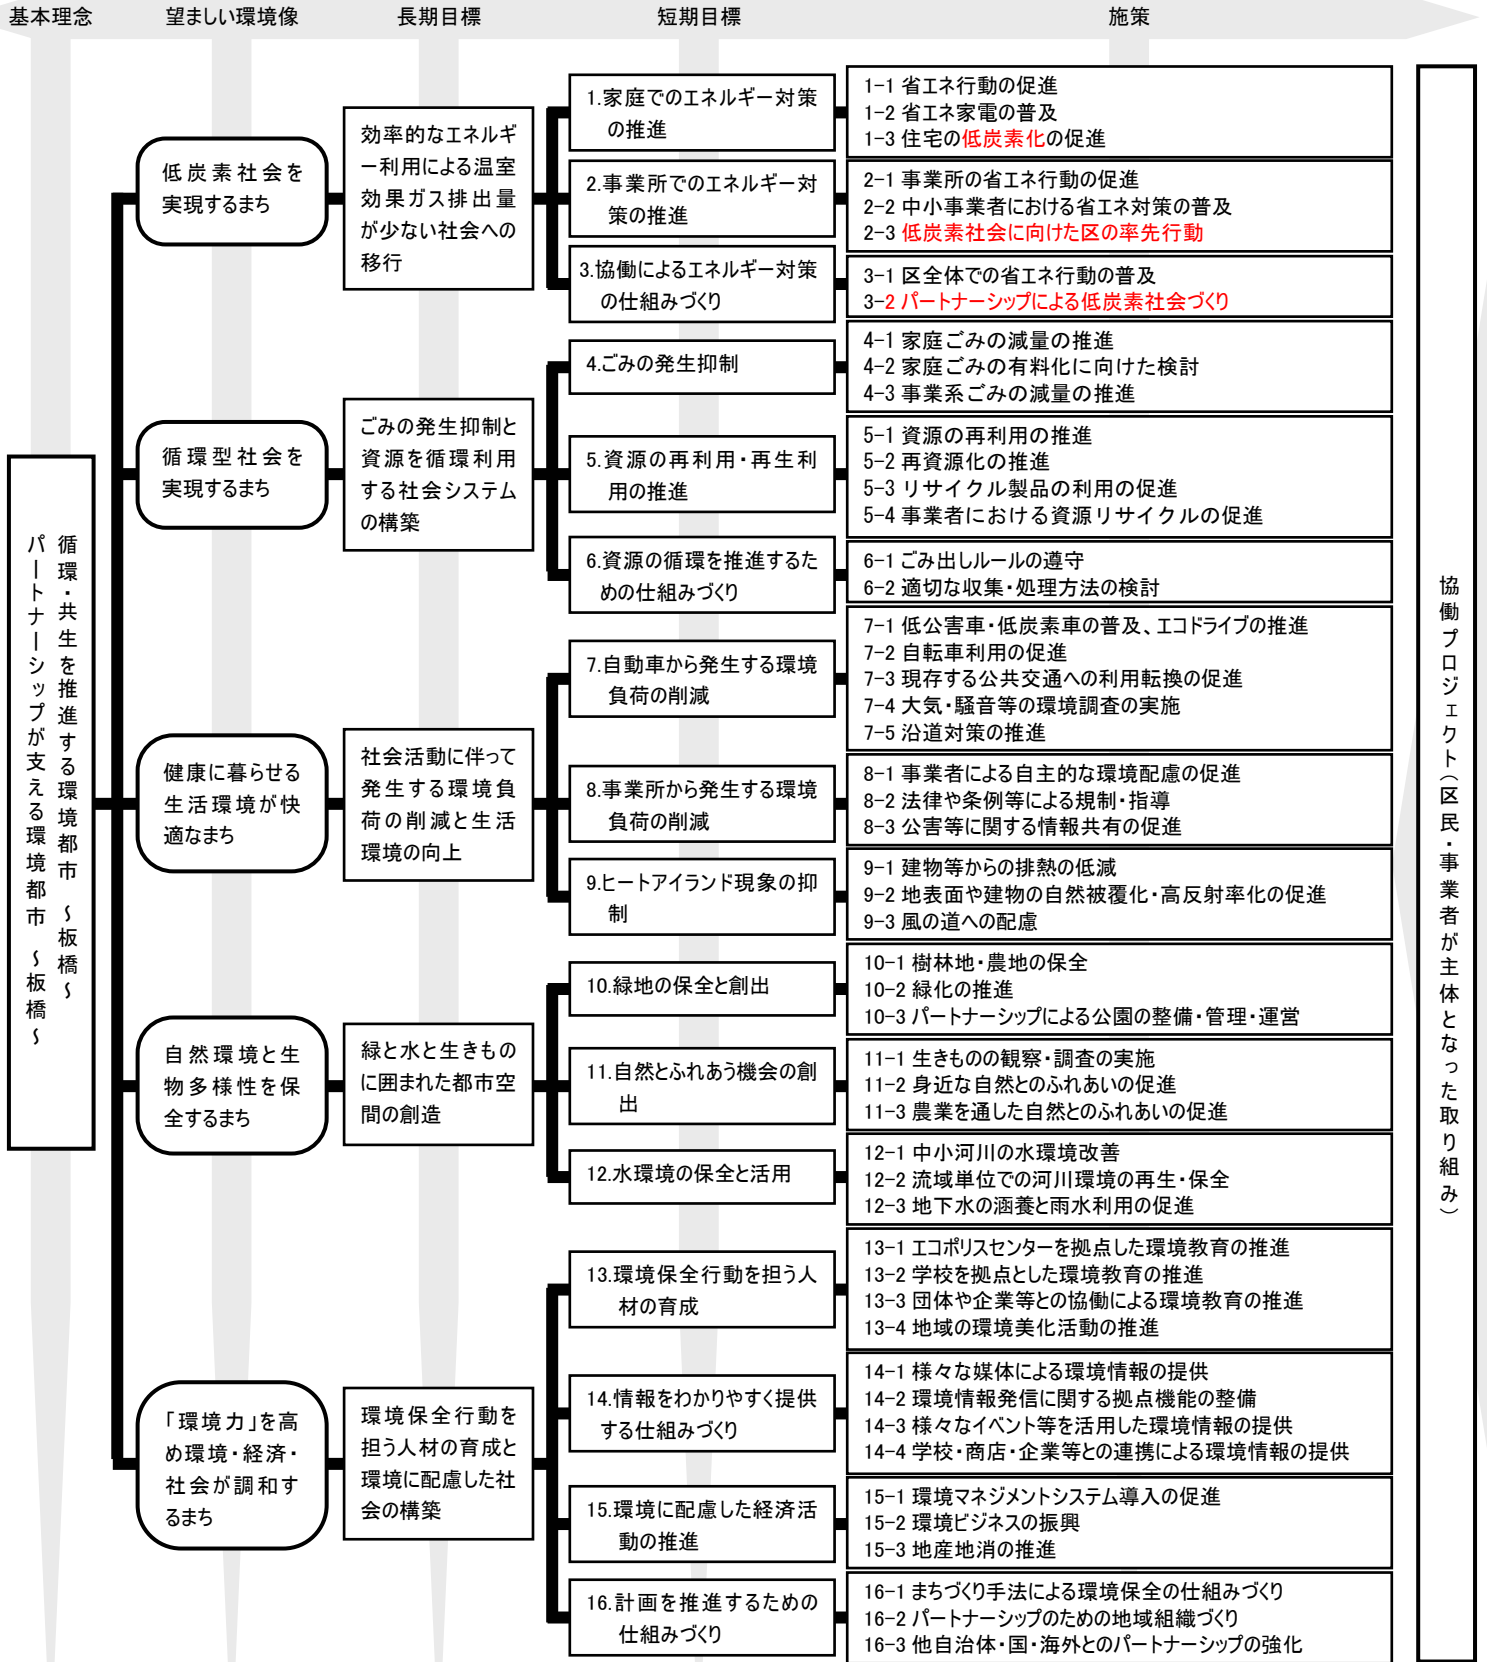 基本理念
望ましい環境像
長期目標
短期目標
施策
循環・共生を推進する環境都市 ～板橋～
パートナーシップが支える環境都市 ～板橋～
低炭素社会を
実現するまち
効率的なエネルギ
ー利用による温室
効果ガス排出量
が少ない社会への
移行
1.家庭でのエネルギー対策
の推進
1-1 省エネ行動の促進
1-2 省エネ家電の普及
1-3 住宅の低炭素化の促進
2.事業所でのエネルギー対
策の推進
2-1 事業所の省エネ行動の促進
2-2 中小事業者における省エネ対策の普及
2-3 低炭素社会に向けた区の率先行動
3.協働によるエネルギー対策
の仕組みづくり
3-1 区全体での省エネ行動の普及
3-2 パートナーシップによる低炭素社会づくり
循環型社会を
実現するまち
ごみの発生抑制と
資源を循環利用
する社会システム
の構築
4.ごみの発生抑制
4-1 家庭ごみの減量の推進
4-2 家庭ごみの有料化に向けた検討
4-3 事業系ごみの減量の推進
5.資源の再利用・再生利
用の推進
5-1 資源の再利用の推進
5-2 再資源化の推進
5-3 リサイクル製品の利用の促進
5-4 事業者における資源リサイクルの促進
6.資源の循環を推進するた
めの仕組みづくり
6-1 ごみ出しルールの遵守
6-2 適切な収集・処理方法の検討
健康に暮らせる
生活環境が快
適なまち
社会活動に伴って
発生する環境負
荷の削減と生活
環境の向上
7.自動車から発生する環境
負荷の削減
7-1 低公害車・低炭素車の普及、エコドライブの推進
7-2 自転車利用の促進
7-3 現存する公共交通への利用転換の促進
7-4 大気・騒音等の環境調査の実施
7-5 沿道対策の推進
8.事業所から発生する環境
負荷の削減
8-1 事業者による自主的な環境配慮の促進
8-2 法律や条例等による規制・指導
8-3 公害等に関する情報共有の促進
9.ヒートアイランド現象の抑
制
9-1 建物等からの排熱の低減
9-2 地表面や建物の自然被覆化・高反射率化の促進
9-3 風の道への配慮
自然環境と生
物多様性を保
全するまち
緑と水と生きもの
に囲まれた都市空
間の創造
10.緑地の保全と創出
10-1 樹林地・農地の保全
10-2 緑化の推進
10-3 パートナーシップによる公園の整備・管理・運営
11.自然とふれあう機会の創
出
11-1 生きものの観察・調査の実施
11-2 身近な自然とのふれあいの促進
11-3 農業を通した自然とのふれあいの促進
12.水環境の保全と活用
12-1 中小河川の水環境改善
12-2 流域単位での河川環境の再生・保全
12-3 地下水の涵養と雨水利用の促進
「環境力」を高
め環境・経済・
社会が調和す
るまち
環境保全行動を
担う人材の育成と
環境に配慮した社
会の構築
13.環境保全行動を担う人
材の育成
13-1 エコポリスセンターを拠点した環境教育の推進
13-2 学校を拠点とした環境教育の推進
13-3 団体や企業等との協働による環境教育の推進
13-4 地域の環境美化活動の推進
14.情報をわかりやすく提供
する仕組みづくり
14-1 様々な媒体による環境情報の提供
14-2 環境情報発信に関する拠点機能の整備
14-3 様々なイベント等を活用した環境情報の提供
14-4 学校・商店・企業等との連携による環境情報の提供
15.環境に配慮した経済活
動の推進
15-1 環境マネジメントシステム導入の促進
15-2 環境ビジネスの振興
15-3 地産地消の推進
16.計画を推進するための
仕組みづくり
16-1 まちづくり手法による環境保全の仕組みづくり
16-2 パートナーシップのための地域組織づくり
16-3 他自治体・国・海外とのパートナーシップの強化
協働プロジェクト（区民・事業者が主体となった取り組み）